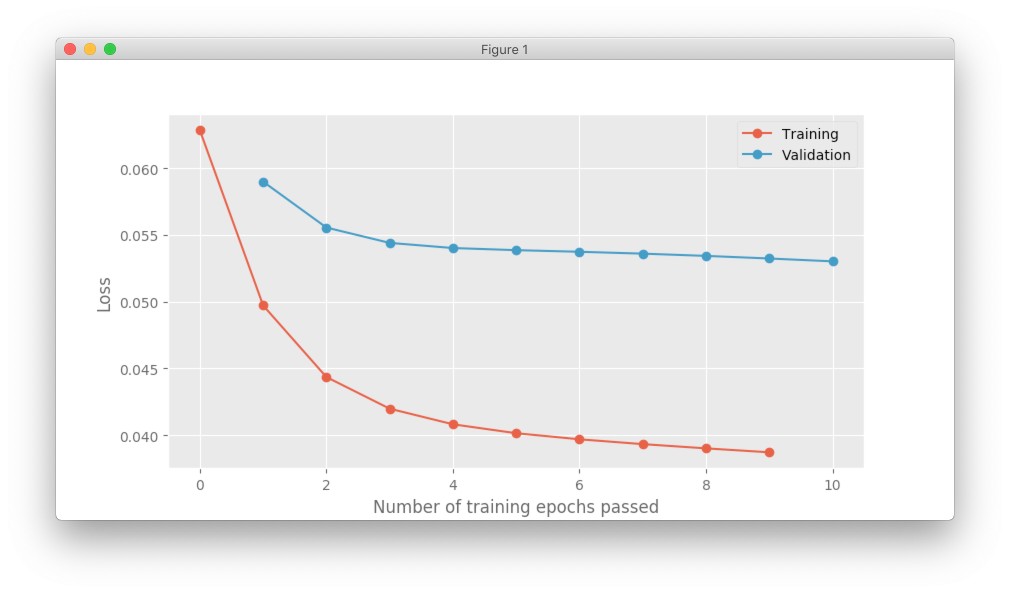 Figure 1
Training
Validation
0.060
0.055
0.050
0.045
0.040
Loss
0 2 4 6 8 10
Number of training epochs passed